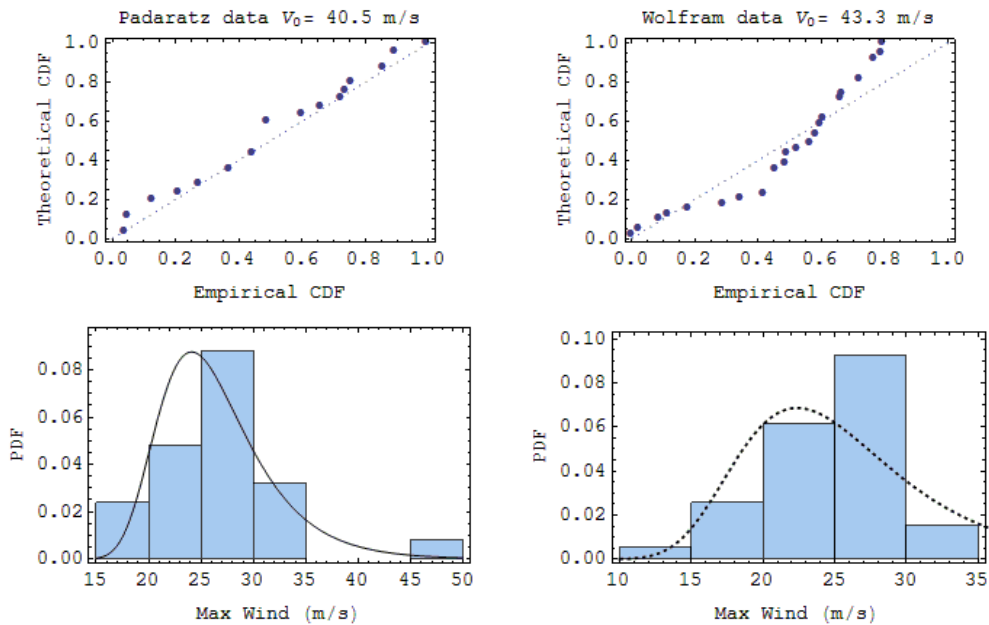 Padaratz data V0= 40.5 m/s
Theoretical CDF
1.0
0.8
0.6
0.4
0.2
0.0
0.0 0.2 0.4 0.6 0.8 1.0
Empirical CDF
Wolfram data V0= 43.3 m/s
Theoretical CDF
1.0
0.8
0.6
0.4
0.2
0.0
0.0 0.2 0.4 0.6 0.8 1.0
Empirical CDF
PDF
0.08
0.06
0.04
0.02
0.00
15 20 25 30 35 40 45 50
Max Wind (m/s)
PDF
0.10
0.08
0.06
0.04
0.02
0.00
10 15 20 25 30 35
Max Wind (m/s)